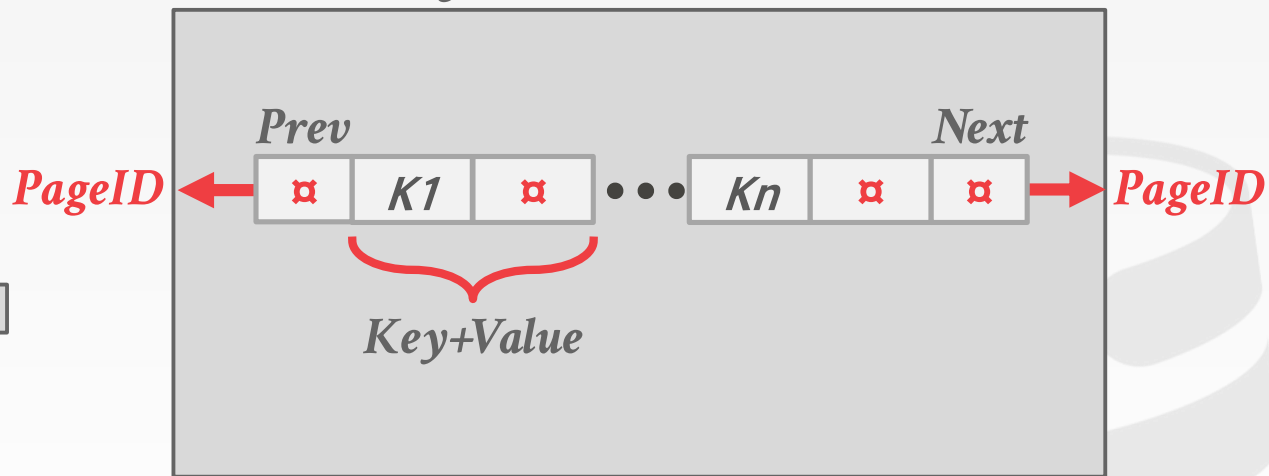 Prev Next
PageID ¤ K1 ¤ ••• Kn ¤ ¤ PageID
Key+Value